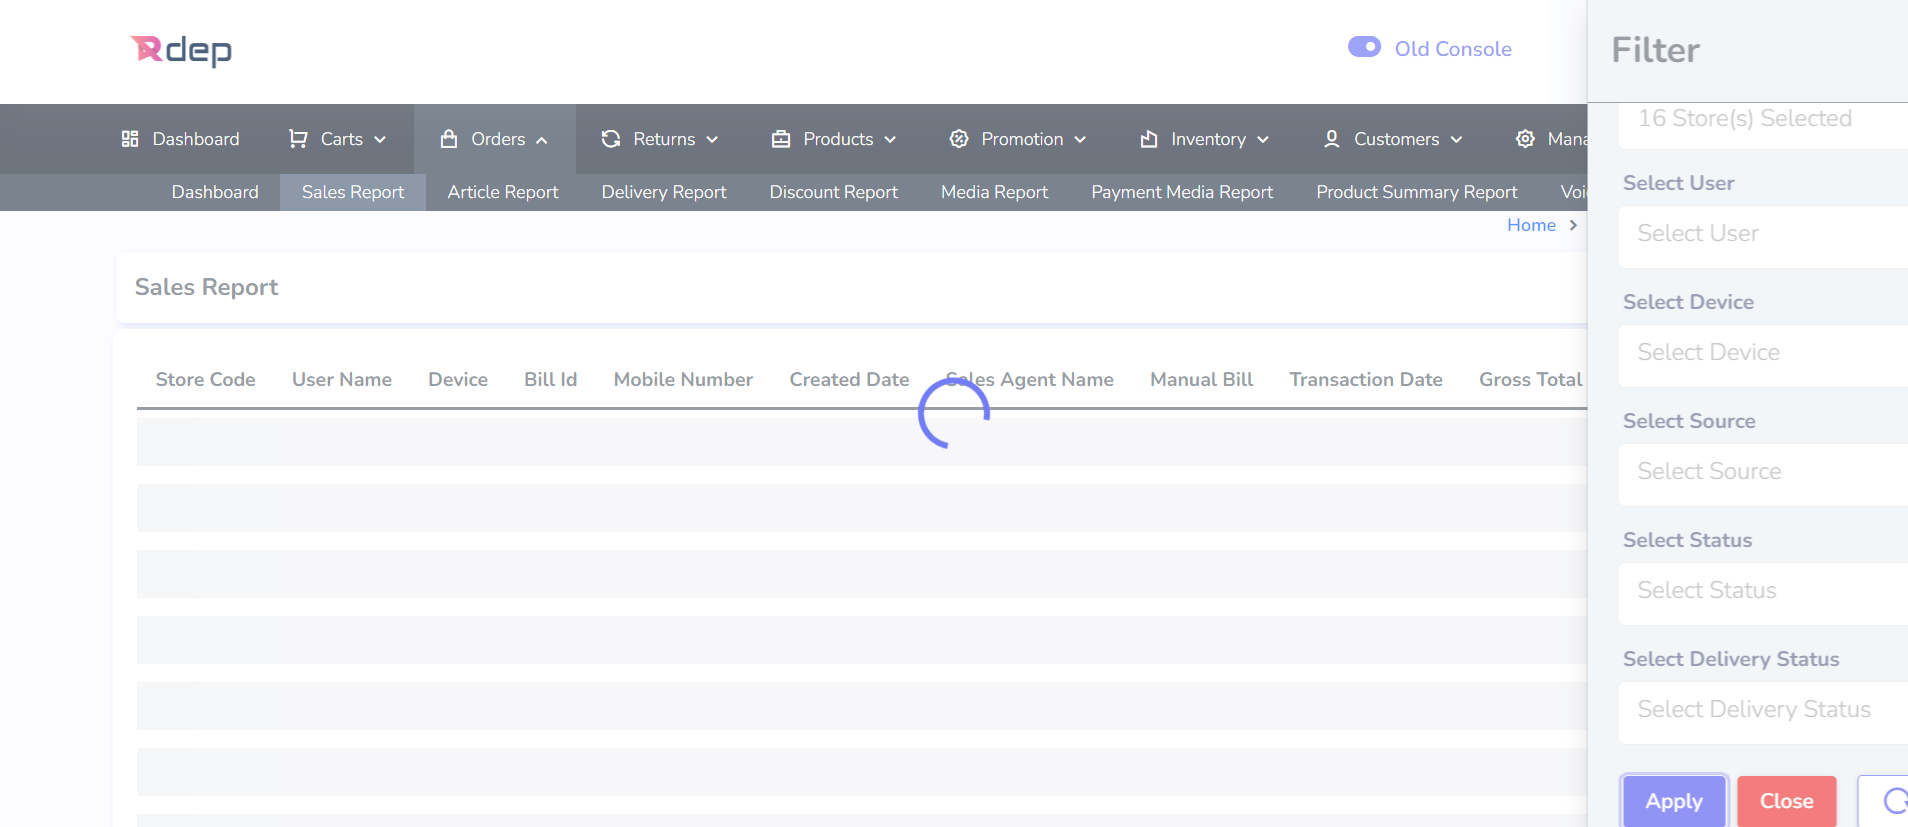 Rdep
Old Console
Filter
Dashboard Carts Orders Returns Products Promotion Inventory Customers
Dashboard Sales Report Article Report Delivery Report Discount Report Media Report Payment Media Report Product Summary Report
Home
Sales Report
Store Code User Name Device Bill Id Mobile Number Created Date Sales Agent Name Manual Bill Transaction Date Gross Total
16 Store(s) Selected
Select User
Select User
Select Device
Select Device
Select Source
Select Source
Select Status
Select Status
Select Delivery Status
Select Delivery Status
Apply Close